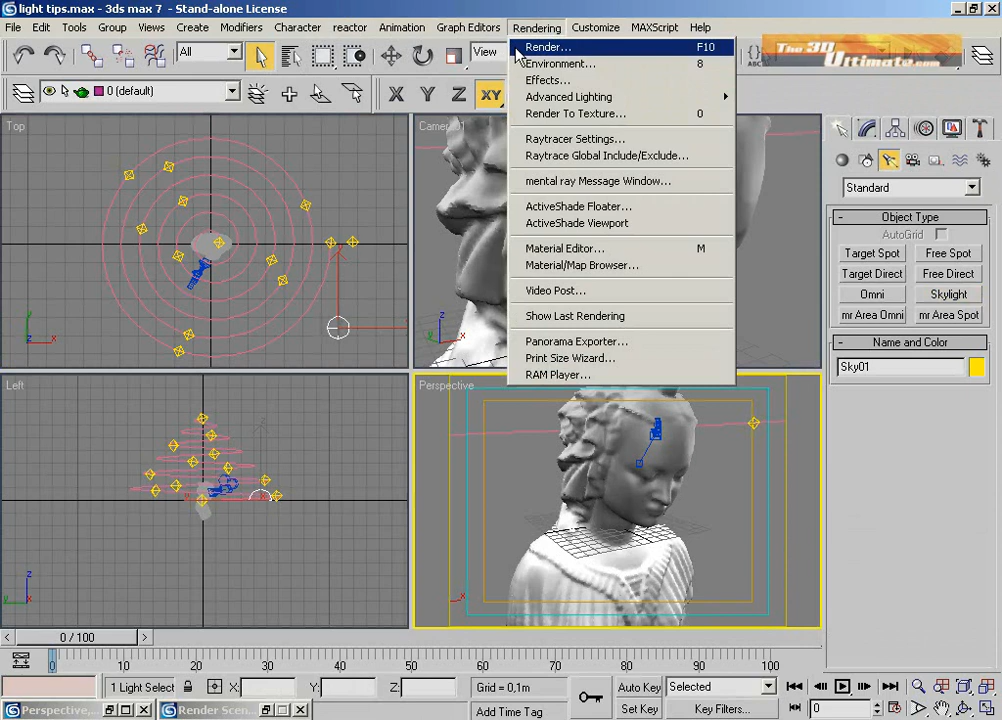 light tips.max - 3ds max 7 - Stand-alone License
File Edit Tools Group Views Create Modifiers Character reactor Animation Graph Editors Rendering Customize MAXScript Help
All
View
The 3D Ultimate.com
0 (default)
X Y Z XY
Render... F10
Environment... 8
Effects...
Advanced Lighting
Render To Texture... 0
Raytracer Settings...
Raytrace Global Include/Exclude...
mental ray Message Window...
ActiveShade Floater...
ActiveShade Viewport
Material Editor... M
Material/Map Browser...
Video Post...
Show Last Rendering
Panorama Exporter...
Print Size Wizard...
RAM Player...
Top
Left
Perspective
y x
z
z
y x
x
Standard
- Object Type
AutoGrid
Target Spot Free Spot
Target Direct Free Direct
Omni Skylight
mr Area Omni mr Area Spot
- Name and Color
Sky01
< 0 / 100 >
0 10 20 30 40 50 60 70 80 90 100
1 Light Select X: Y: Z: Grid = 0,1m Auto Key Selected
Add Time Tag Set Key Key Filters... 0
Perspective, Render Scen